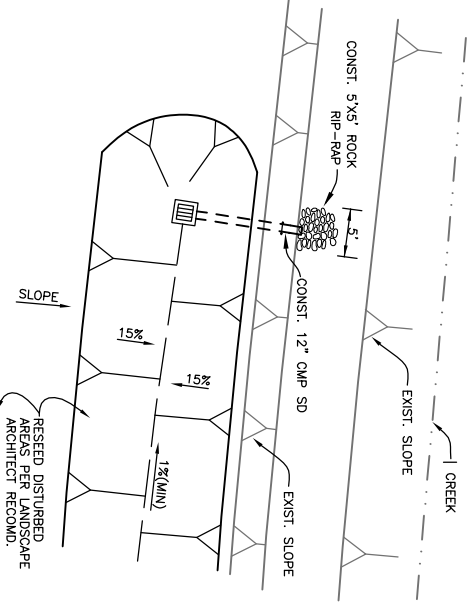 CONST. 5'X5' ROCK
RIP-RAP
5'
CREEK
EXIST. SLOPE
CONST. 12" CMP SD
EXIST. SLOPE
SLOPE
15%
15%
1%(MIN)
RESEED DISTURBED
AREAS PER LANDSCAPE
ARCHITECT RECOMD.